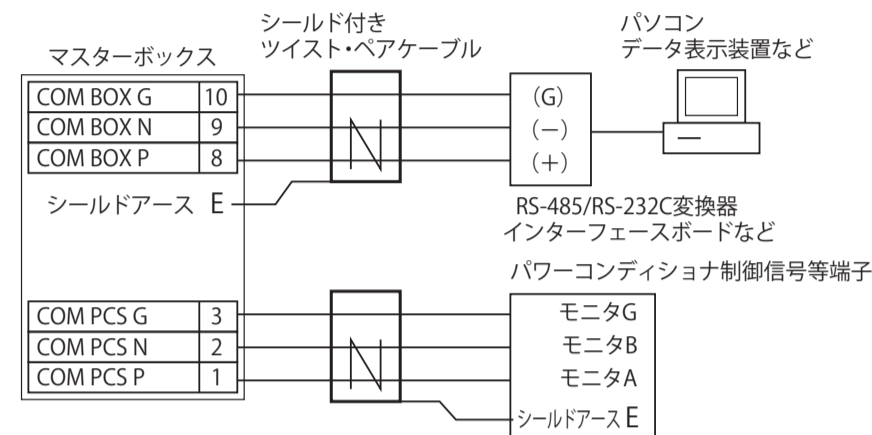 シールド付き
ツイスト・ペアケーブル
パソコン
データ表示装置など
マスターボックス
COM BOX G 10
COM BOX N 9
COM BOX P 8
(G)
(−)
(+)
シールドアース E
RS-485/RS-232C変換器
インターフェースボードなど
パワーコンディショナ制御信号等端子
COM PCS G 3
COM PCS N 2
COM PCS P 1
モニタG
モニタB
モニタA
シールドアース E